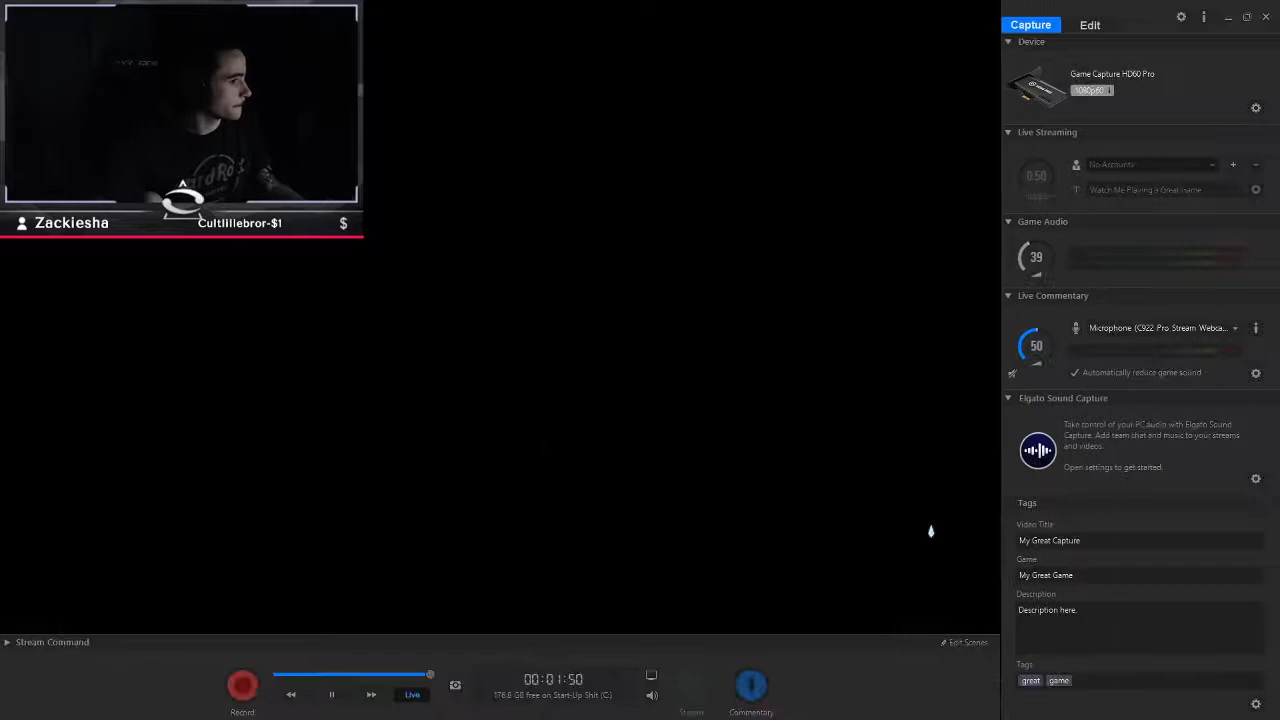 Capture
Edit
Device
Game Capture HD60 Pro
1080p60
Live Streaming
0:50
No Accounts
Watch Me Playing a Great
Game Audio
39
Live Commentary
Microphone (C922 Pro Stream Webca...
50
Automatically reduce game sound
Elgato Sound Capture
Take control of your PC audio with Elgato Sound
Capture. Add team chat and music to your streams
and videos.
Open settings to get started.
Tags
Video Title
My Great Capture
Game
My Great Game
Description
Description here.
Tags
great game
Hard Rock
Zackiesha
Cultlillebror-$1
$
Stream Command
Edit Scenes
00:01:50
176.8 GB free on Start-Up Shit (C:)
Live
Record
Stream
Commentary